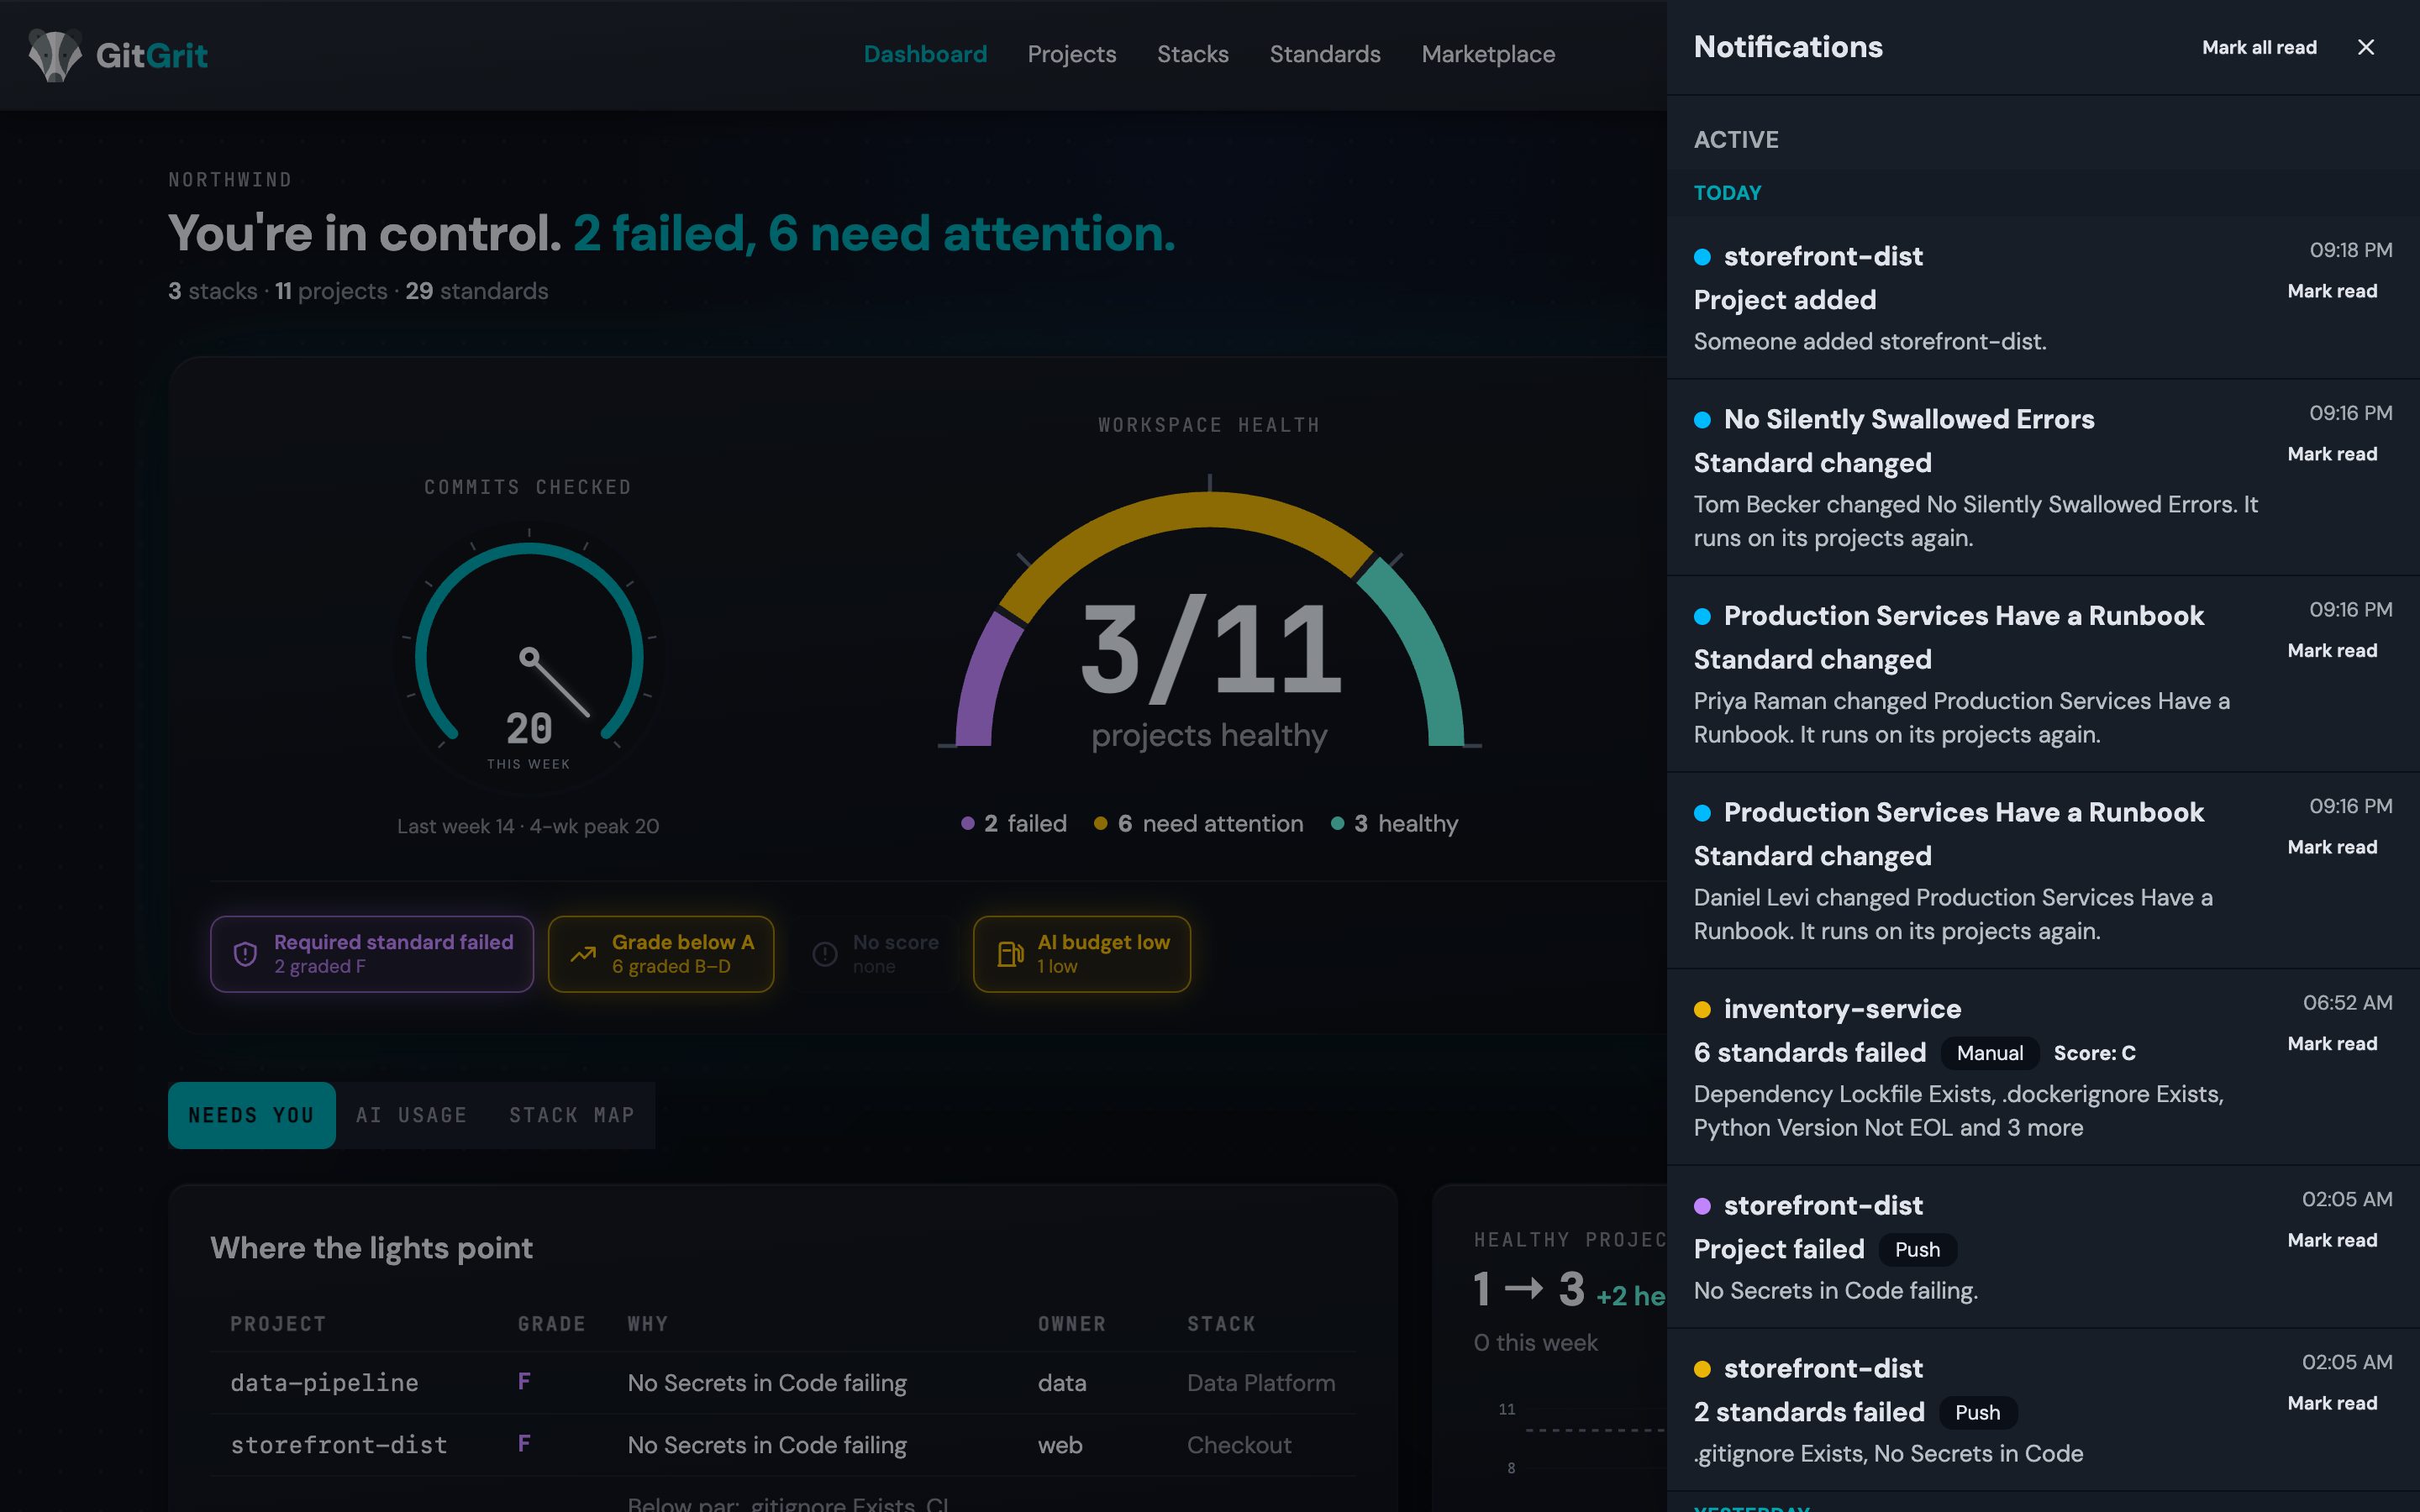 GitGrit
Dashboard
Projects
Stacks
Standards
Marketplace
NORTHWIND
You're in control. 2 failed, 6 need attention.
3 stacks · 11 projects · 29 standards
COMMITS CHECKED
20
THIS WEEK
Last week 14 · 4-wk peak 20
WORKSPACE HEALTH
3/11
projects healthy
2 failed
6 need attention
3 healthy
Required standard failed
2 graded F
Grade below A
6 graded B–D
No score
none
AI budget low
1 low
NEEDS YOU
AI USAGE
STACK MAP
Where the lights point
PROJECT GRADE WHY OWNER STACK
data-pipeline F No Secrets in Code failing data Data Platform
storefront-dist F No Secrets in Code failing web Checkout
Below par: .gitignore Exists, CI
HEALTHY PROJEC
1 → 3 +2 he
0 this week
11
8
Notifications
Mark all read
ACTIVE
TODAY
storefront-dist
09:18 PM
Project added
Mark read
Someone added storefront-dist.
No Silently Swallowed Errors
09:16 PM
Standard changed
Mark read
Tom Becker changed No Silently Swallowed Errors. It
runs on its projects again.
Production Services Have a Runbook
09:16 PM
Standard changed
Mark read
Priya Raman changed Production Services Have a
Runbook. It runs on its projects again.
Production Services Have a Runbook
09:16 PM
Standard changed
Mark read
Daniel Levi changed Production Services Have a
Runbook. It runs on its projects again.
inventory-service
06:52 AM
6 standards failed Manual Score: C
Mark read
Dependency Lockfile Exists, .dockerignore Exists,
Python Version Not EOL and 3 more
storefront-dist
02:05 AM
Project failed Push
Mark read
No Secrets in Code failing.
storefront-dist
02:05 AM
2 standards failed Push
Mark read
.gitignore Exists, No Secrets in Code
YESTERDAY